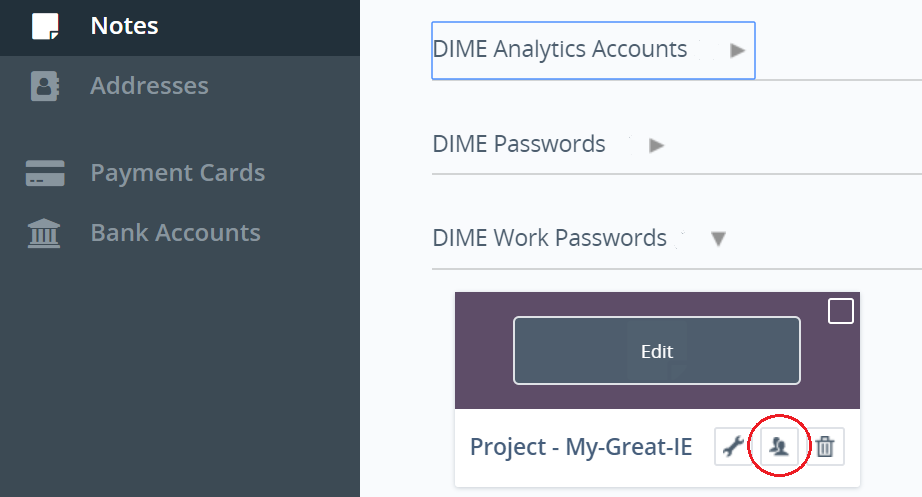 Notes
Addresses
Payment Cards
Bank Accounts
DIME Analytics Accounts
DIME Passwords
DIME Work Passwords
Edit
Project - My-Great-IE